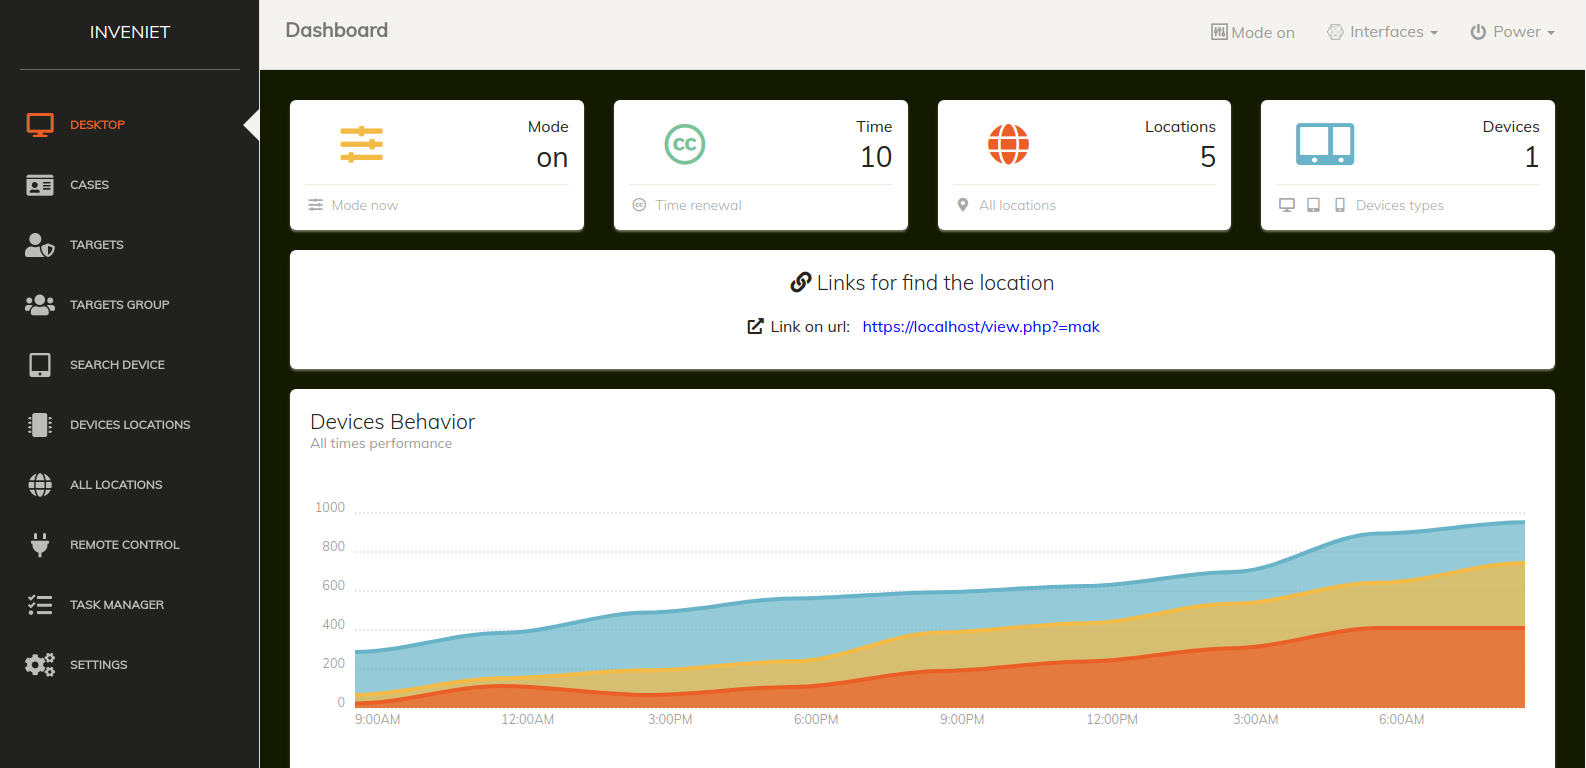 INVENIET
DESKTOP
CASES
TARGETS
TARGETS GROUP
SEARCH DEVICE
DEVICES LOCATIONS
ALL LOCATIONS
REMOTE CONTROL
TASK MANAGER
SETTINGS
Dashboard
Mode on
Interfaces
Power
Mode
on
Mode now
Time
10
Time renewal
Locations
5
All locations
Devices
1
Devices types
Links for find the location
Link on url: https://localhost/view.php?=mak
Devices Behavior
All times performance
1000
800
600
400
200
0
9:00AM 12:00AM 3:00PM 6:00PM 9:00PM 12:00PM 3:00AM 6:00AM